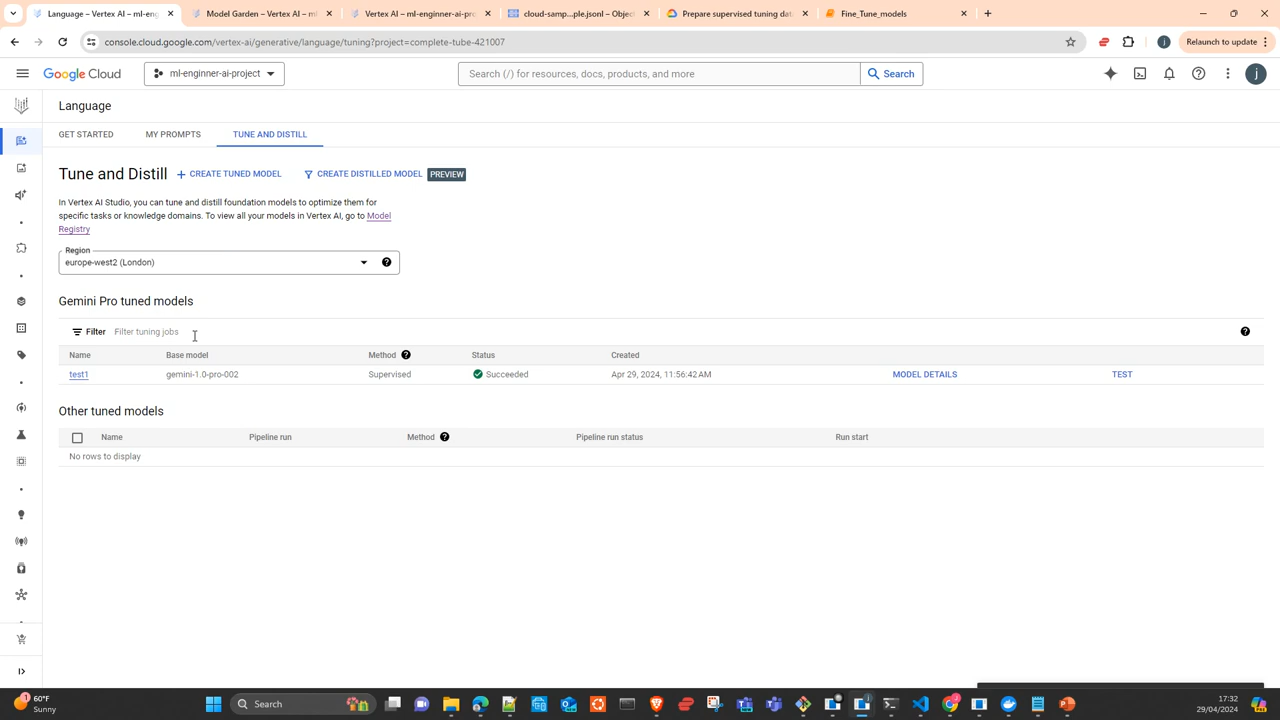 Language – Vertex AI – ml-eng
Model Garden – Vertex AI – ml
Vertex AI – ml-enginner-ai-pre
cloud-samp...ple.jsonl – Object
Prepare supervised tuning data
Fine_Tune_models
console.cloud.google.com/vertex-ai/generative/language/tuning?project=complete-tube-421007
j
Relaunch to update
Google Cloud
ml-enginner-ai-project
Search (/) for resources, docs, products, and more
Search
j
Language
GET STARTED
MY PROMPTS
TUNE AND DISTILL
Tune and Distill
CREATE TUNED MODEL
CREATE DISTILLED MODEL
PREVIEW
In Vertex AI Studio, you can tune and distill foundation models to optimize them for
specific tasks or knowledge domains. To view all your models in Vertex AI, go to Model
Registry
Region
europe-west2 (London)
Gemini Pro tuned models
Filter Filter tuning jobs
Name Base model Method Status Created
test1 gemini-1.0-pro-002 Supervised Succeeded Apr 29, 2024, 11:56:42 AM MODEL DETAILS TEST
Other tuned models
Name Pipeline run Method Pipeline run status Run start
No rows to display
60°F
Sunny
Search
17:32
29/04/2024